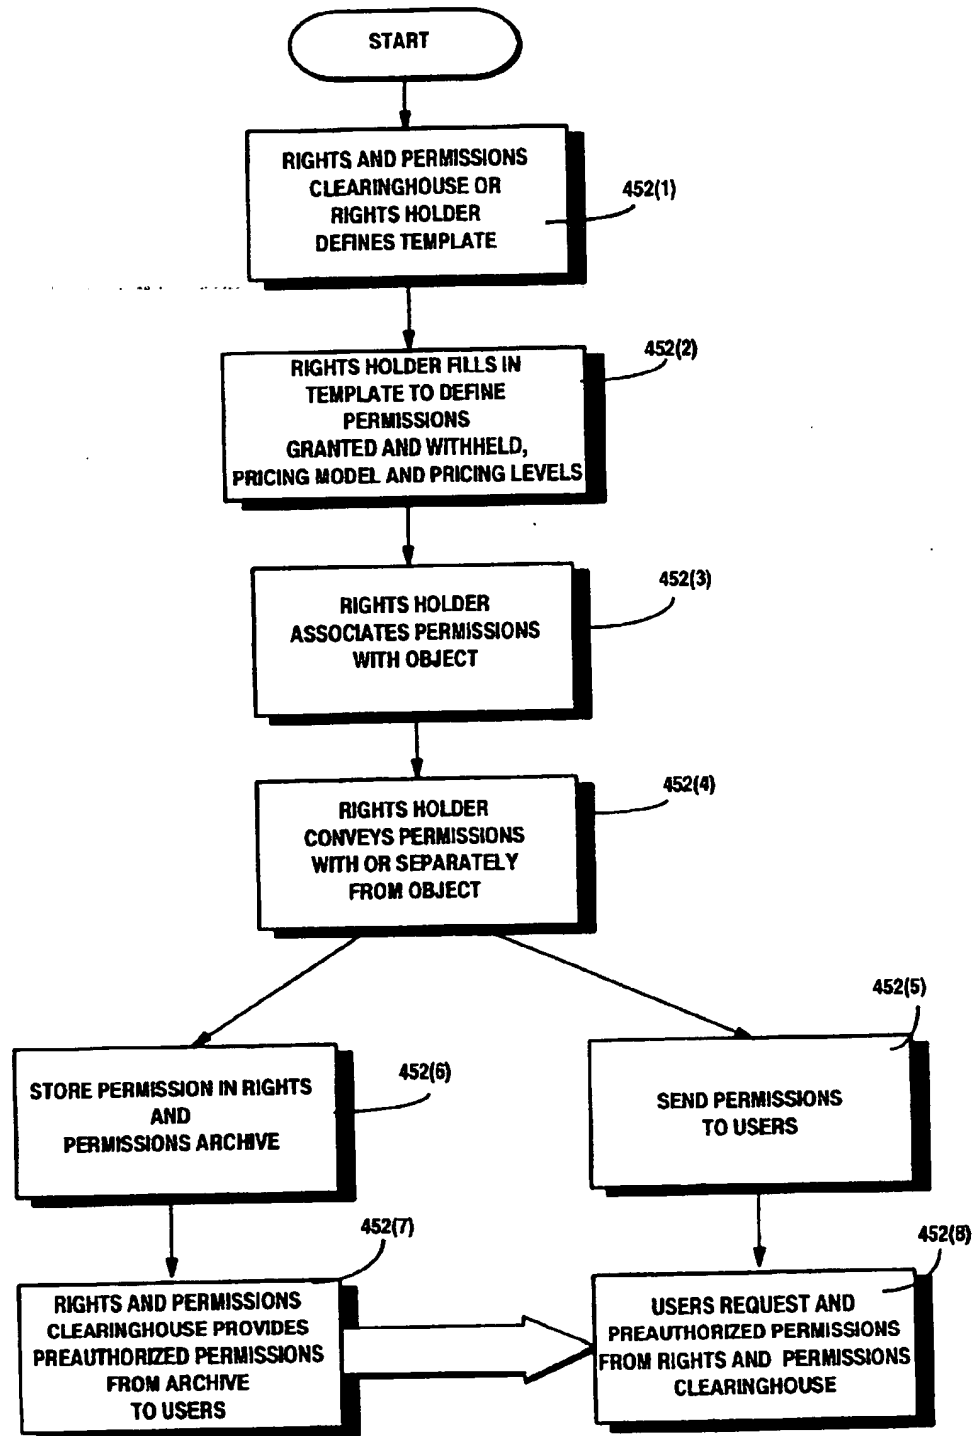 START
RIGHTS AND PERMISSIONS
CLEARINGHOUSE OR
RIGHTS HOLDER
DEFINES TEMPLATE
452(1)
RIGHTS HOLDER FILLS IN
TEMPLATE TO DEFINE
PERMISSIONS
GRANTED AND WITHHELD,
PRICING MODEL AND PRICING LEVELS
452(2)
RIGHTS HOLDER
ASSOCIATES PERMISSIONS
WITH OBJECT
452(3)
RIGHTS HOLDER
CONVEYS PERMISSIONS
WITH OR SEPARATELY
FROM OBJECT
452(4)
452(5)
SEND PERMISSIONS
TO USERS
452(6)
STORE PERMISSION IN RIGHTS
AND
PERMISSIONS ARCHIVE
452(7)
RIGHTS AND PERMISSIONS
CLEARINGHOUSE PROVIDES
PREAUTHORIZED PERMISSIONS
FROM ARCHIVE
TO USERS
452(8)
USERS REQUEST AND
PREAUTHORIZED PERMISSIONS
FROM RIGHTS AND PERMISSIONS
CLEARINGHOUSE